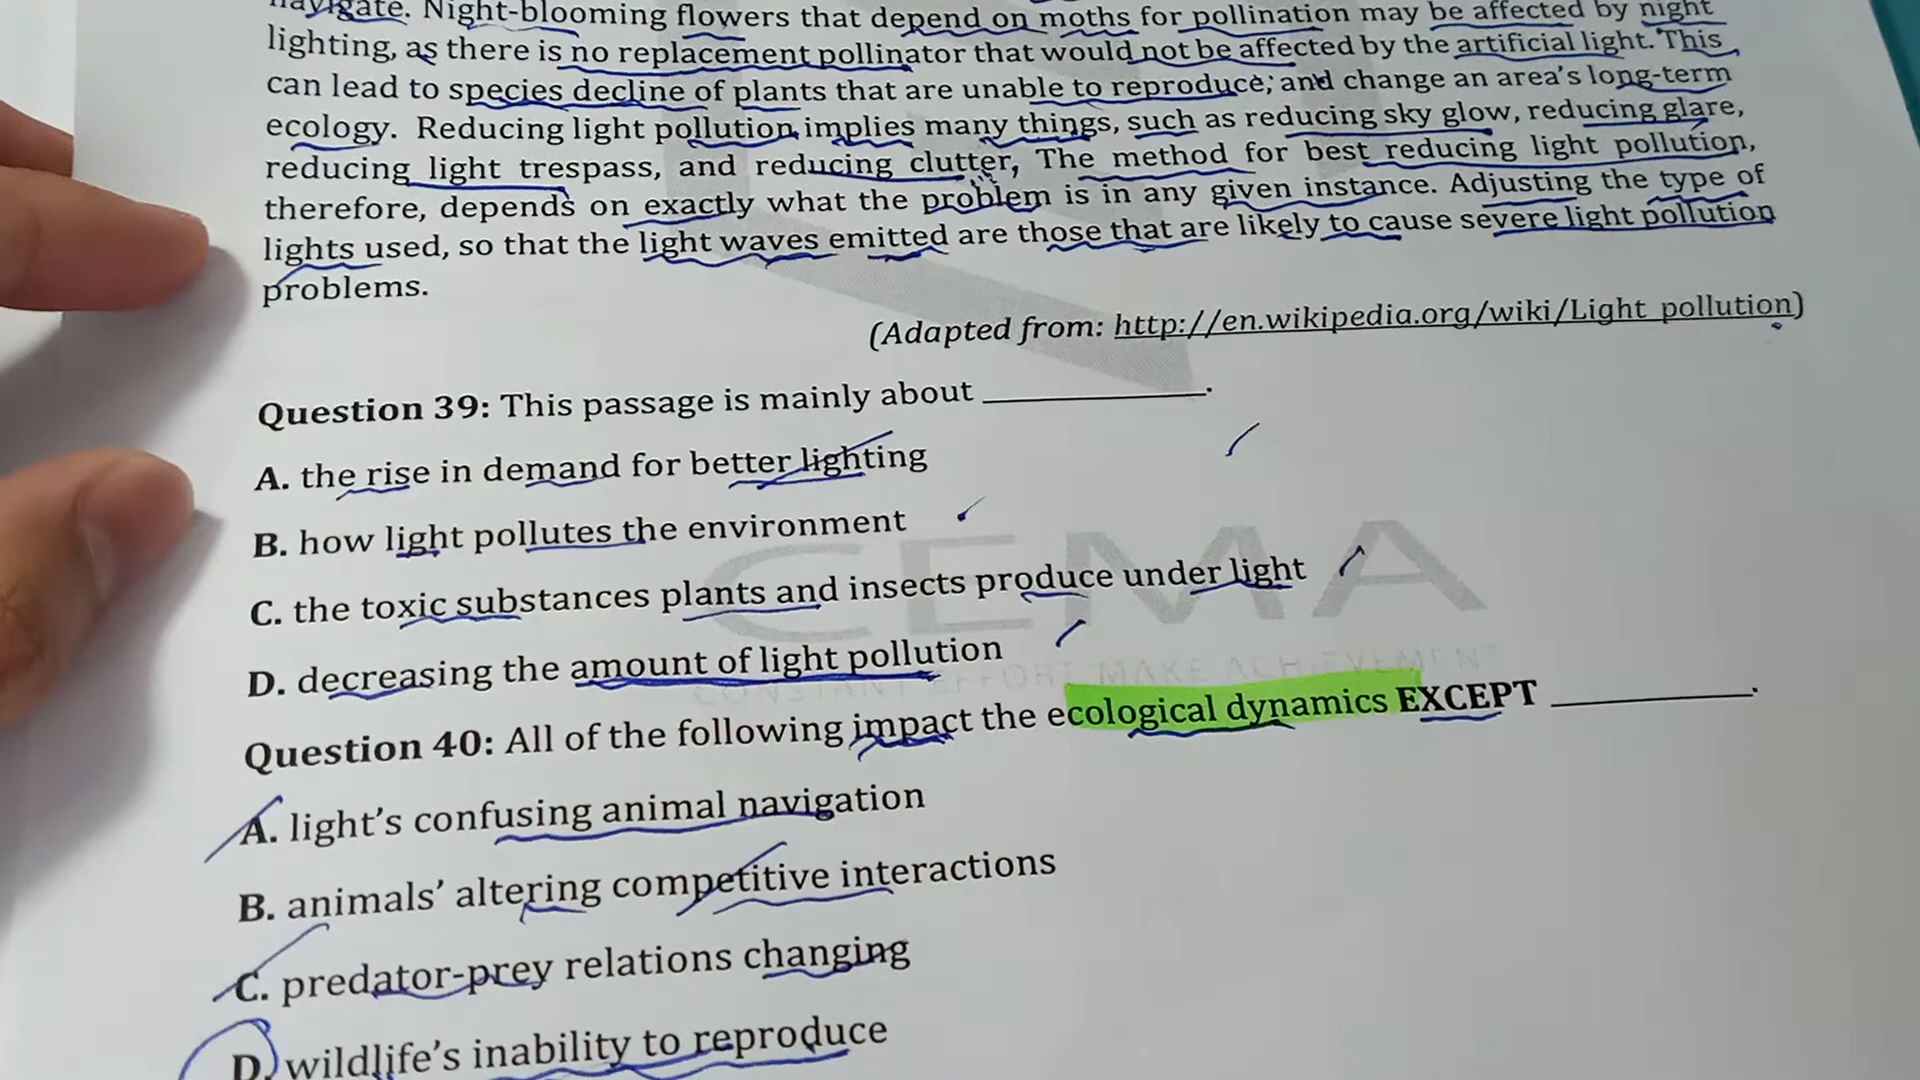 navigate. Night-blooming flowers that depend on moths for pollination may be affected by night
lighting, as there is no replacement pollinator that would not be affected by the artificial light. This
can lead to species decline of plants that are unable to reproduce, and change an area's long-term
ecology. Reducing light pollution implies many things, such as reducing sky glow, reducing glare,
reducing light trespass, and reducing clutter, The method for best reducing light pollution,
therefore, depends on exactly what the problem is in any given instance. Adjusting the type of
lights used, so that the light waves emitted are those that are likely to cause severe light pollution
problems.
(Adapted from: http://en.wikipedia.org/wiki/Light_pollution)
Question 39: This passage is mainly about ____________.
A. the rise in demand for better lighting
B. how light pollutes the environment
C. the toxic substances plants and insects produce under light
D. decreasing the amount of light pollution
CEMA
CONSTANT EFFORT MAKE ACHIEVEMENT
Question 40: All of the following impact the ecological dynamics EXCEPT ___________.
A. light's confusing animal navigation
B. animals' altering competitive interactions
C. predator-prey relations changing
D. wildlife's inability to reproduce